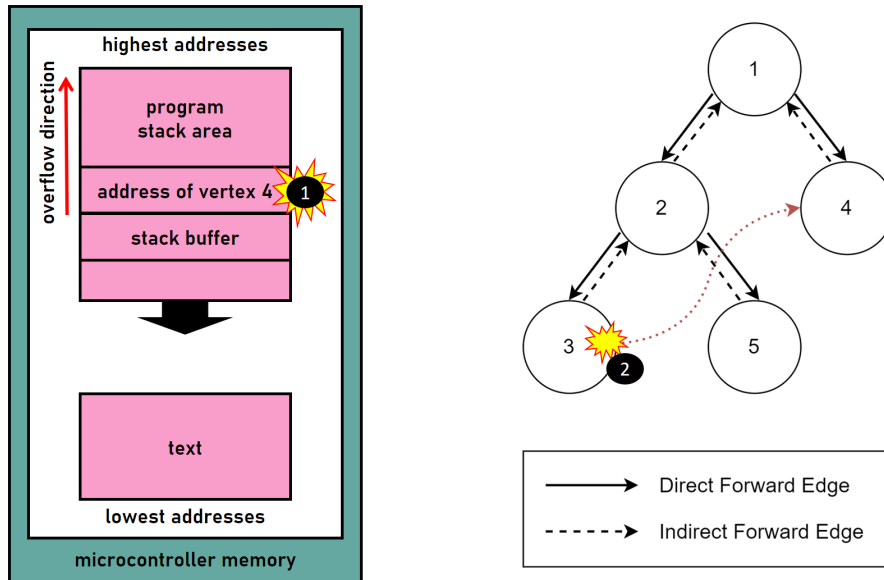 highest addresses
overflow direction
program
stack area
address of vertex 4
1
stack buffer
text
lowest addresses
microcontroller memory
1
2
4
3
2
5
Direct Forward Edge
Indirect Forward Edge